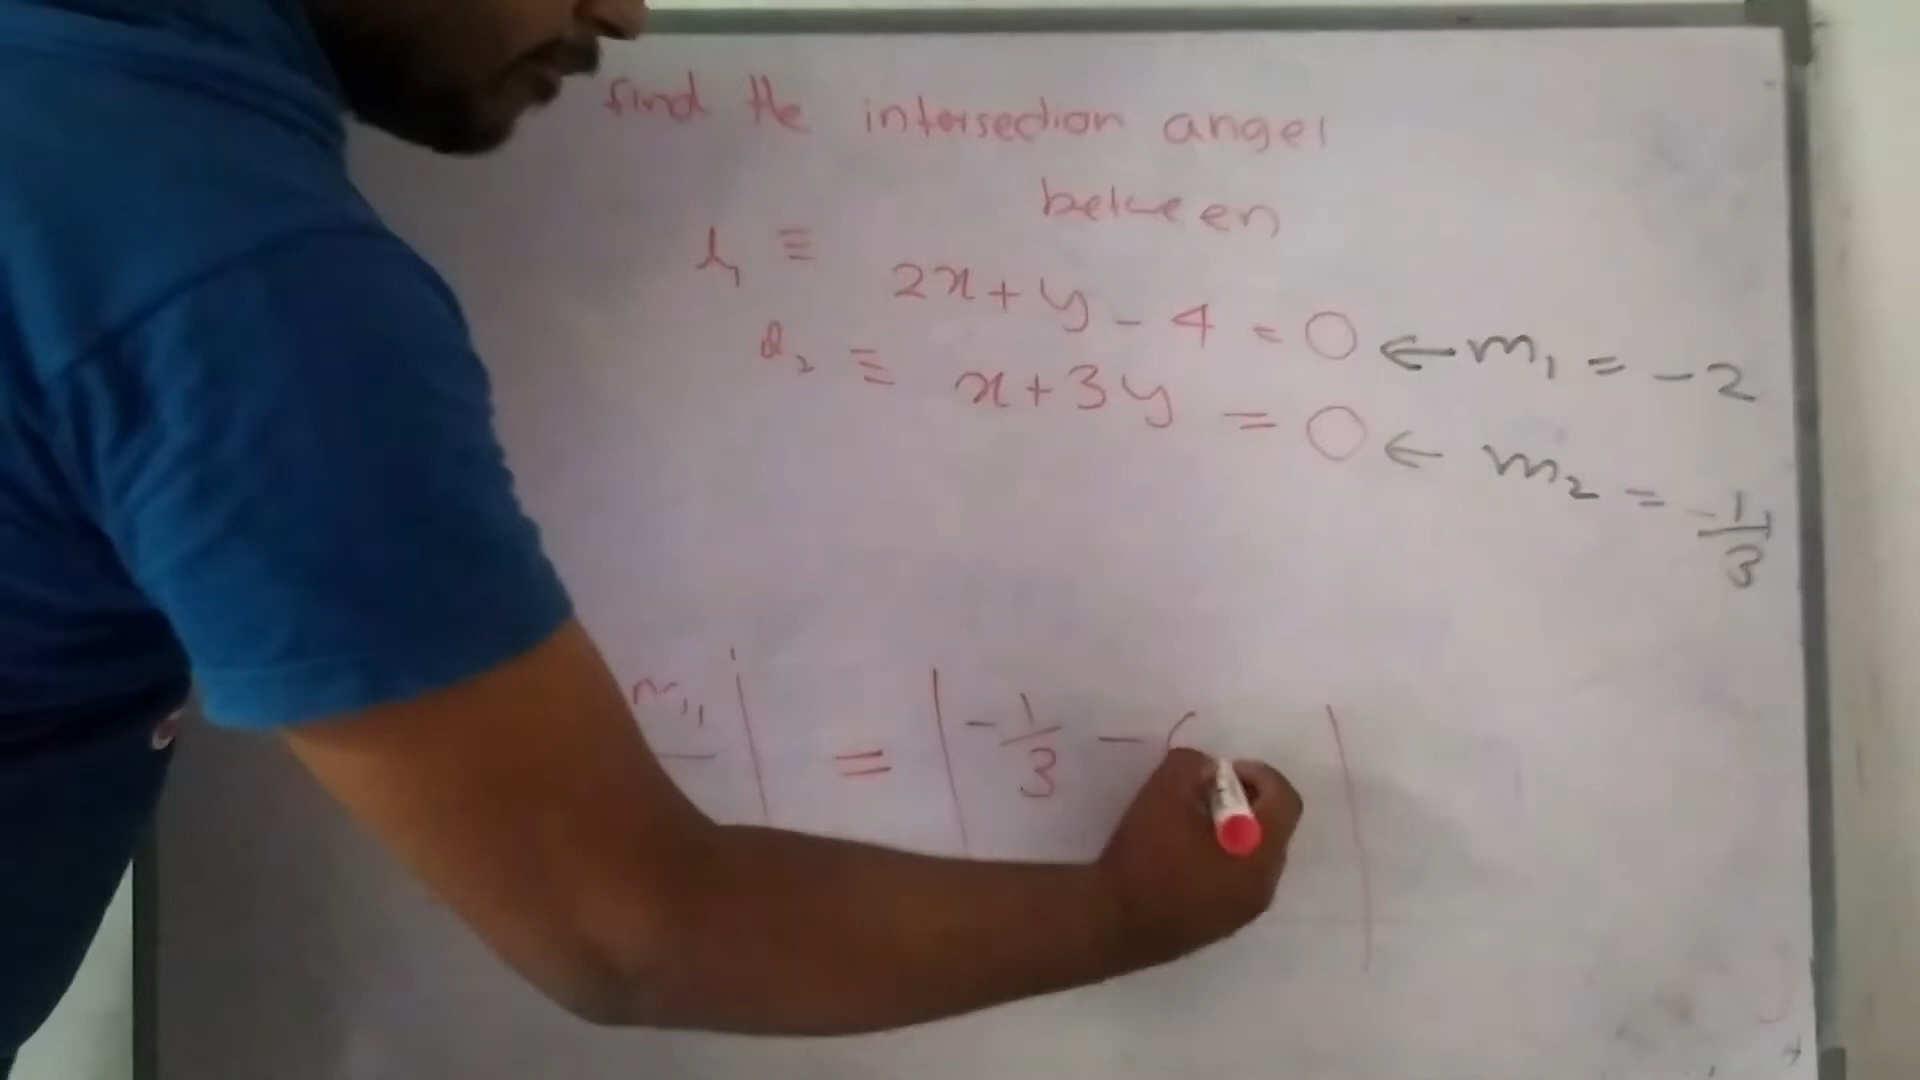 find the intersection angel
between
l₁ ≡ 2x + y - 4 = 0 ← m₁ = -2
l₂ ≡ x + 3y = 0 ← m₂ = -1/3
m₁ | = | -1/3 - ( |